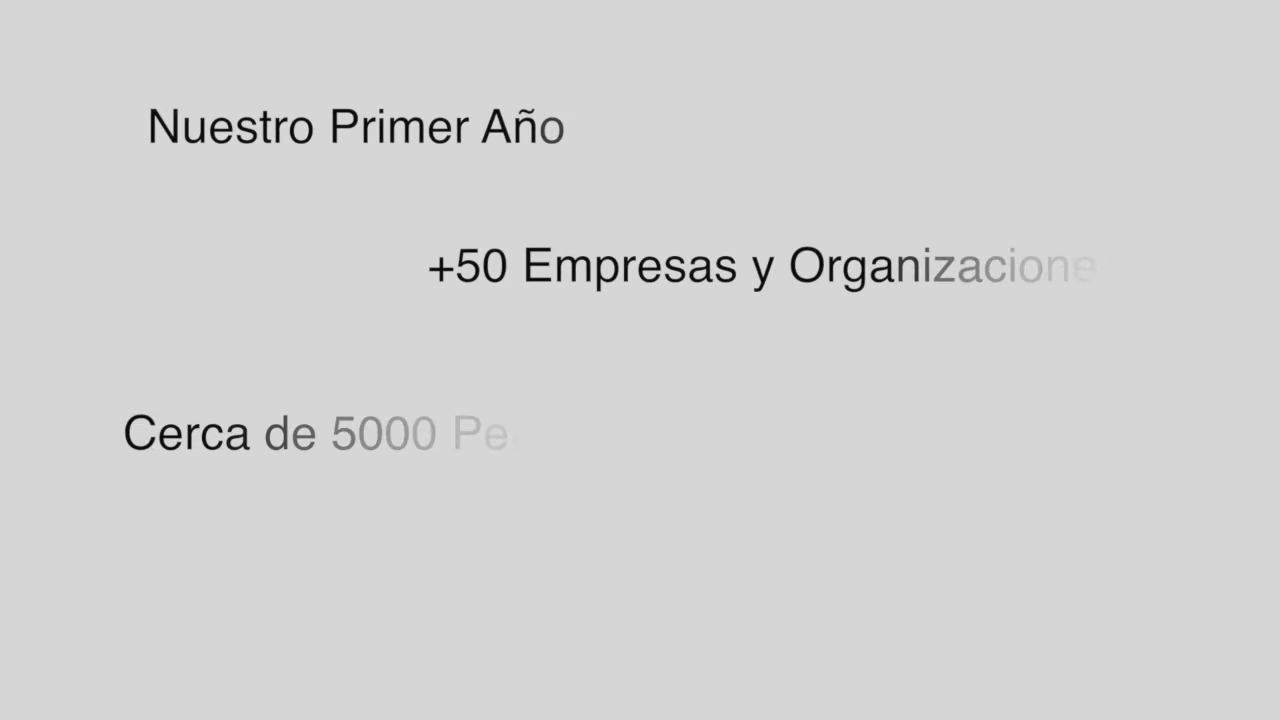 Nuestro Primer Año
+50 Empresas y Organizacione
Cerca de 5000